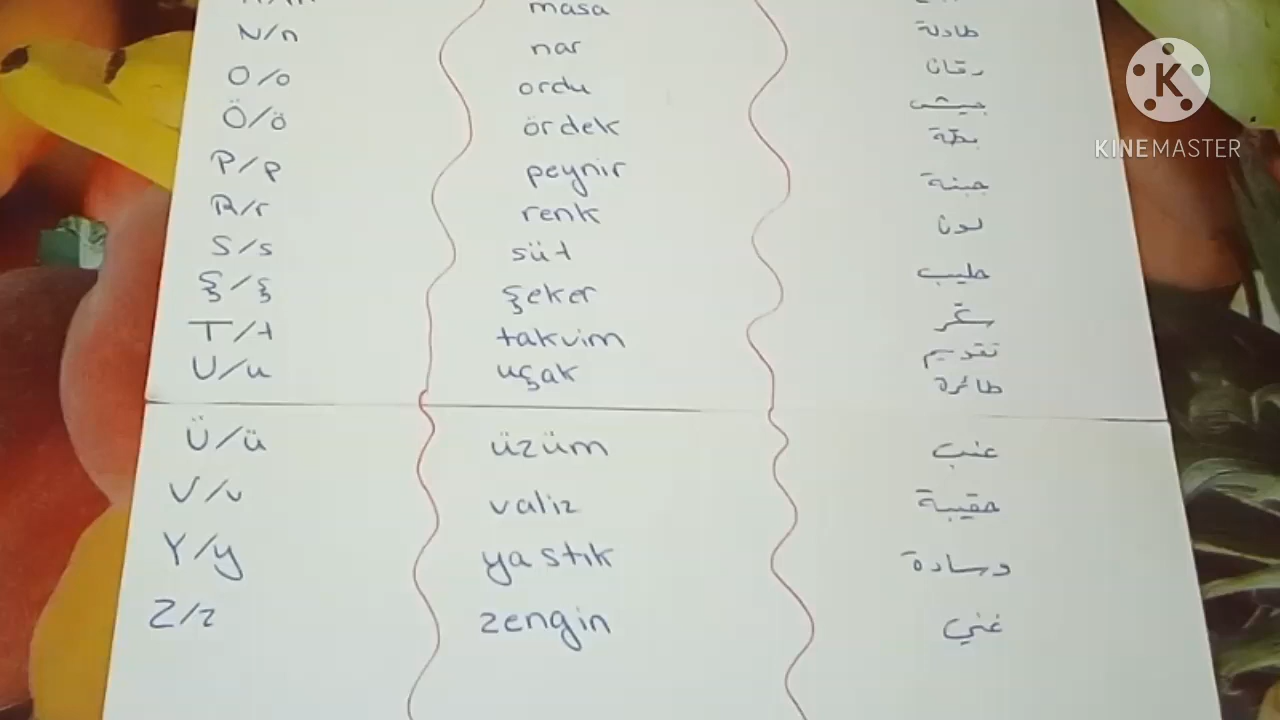 masa
N/n nar طاولة
O/o ordu رمان
Ö/ö ördek جيش
P/p peynir بطة
R/r renk جبنة
S/s süt لون
Ş/ş şeker حليب
T/t takvim سكر
U/u uçak تقويم
طائرة
Ü/ü üzüm عنب
V/v valiz حقيبة
Y/y yastık وسادة
Z/z zengin غني
K
KINEMASTER